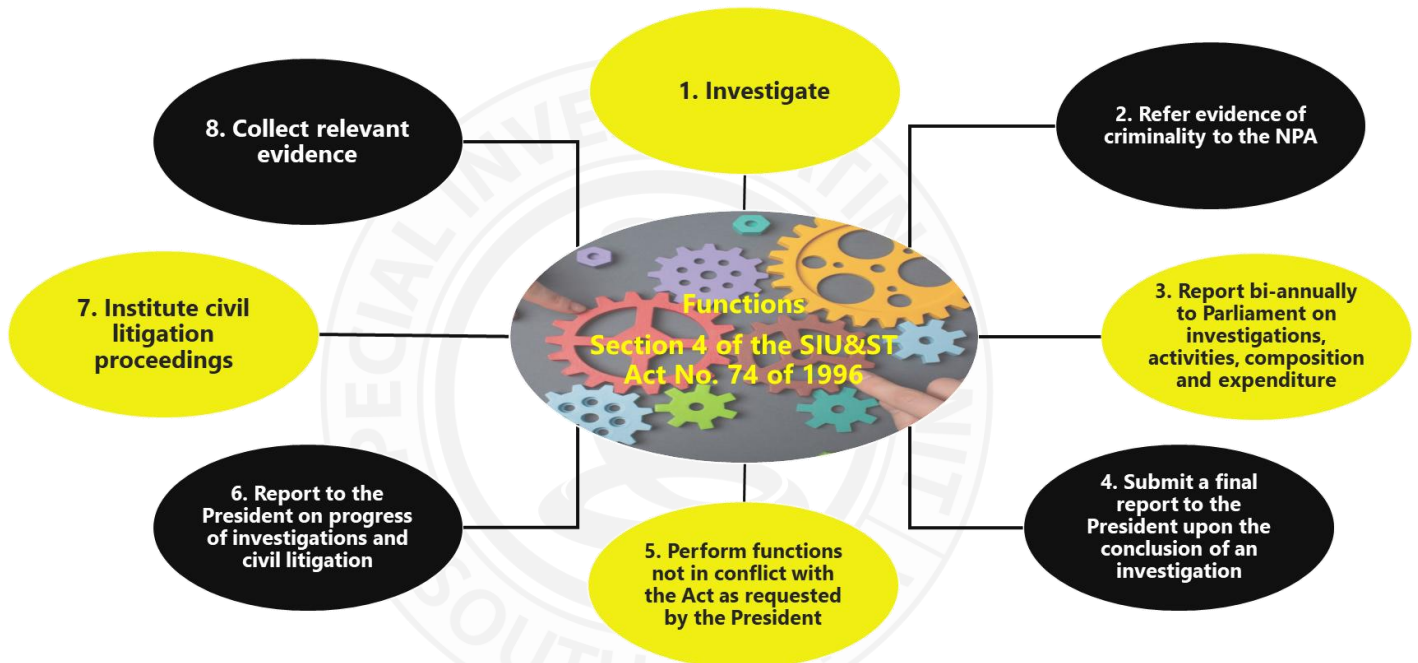 1. Investigate
2. Refer evidence of
criminality to the NPA
3. Report bi-annually
to Parliament on
investigations,
activities, composition
and expenditure
4. Submit a final
report to the
President upon the
conclusion of an
investigation
5. Perform functions
not in conflict with
the Act as requested
by the President
6. Report to the
President on progress
of investigations and
civil litigation
7. Institute civil
litigation
proceedings
8. Collect relevant
evidence
Functions
Section 4 of the SIU&ST
Act No. 74 of 1996